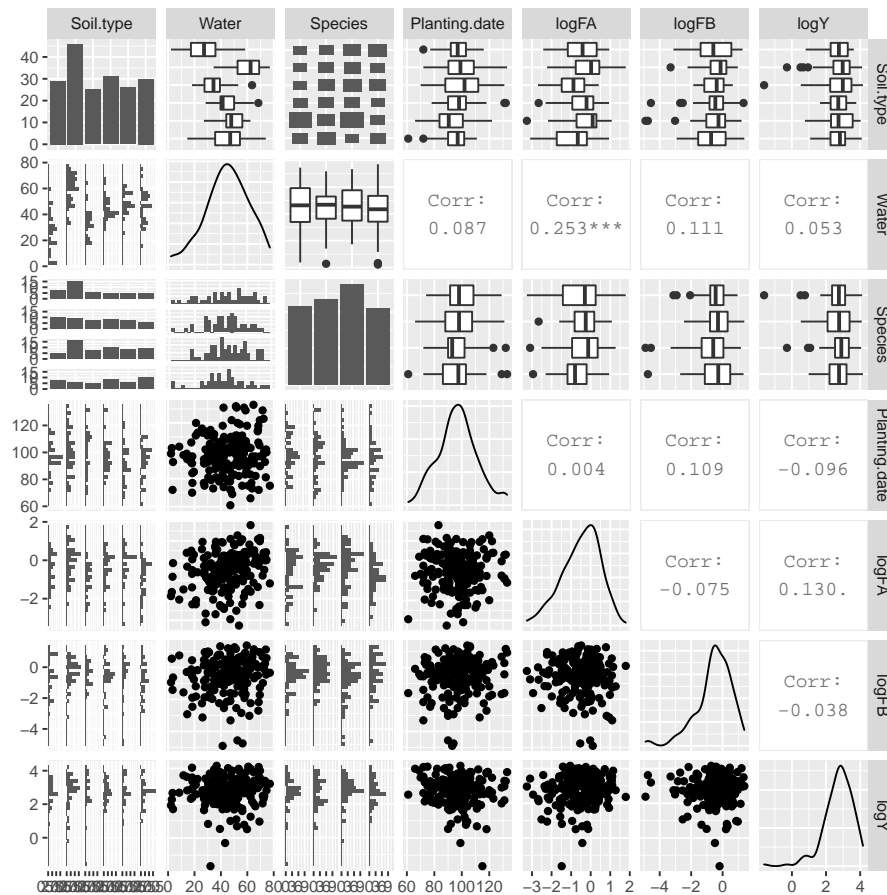 Soil.type Water Species Planting.date logFA logFB logY
40
30
20
10
0
Soil.type
80
60
40
20
0
Corr: Corr: Corr: Corr:
0.087 0.253*** 0.111 0.053
Water
Species
120
100
80
60
Corr: Corr: Corr:
0.004 0.109 −0.096
Planting.date
2
0
−2
Corr: Corr:
−0.075 0.130.
logFA
0
−2
−4
Corr:
−0.038
logFB
4
2
0
logY
0 20 40 60 80 60 80 100 120 −3 −2 −1 0 1 2 −4 −2 0 0 2 4